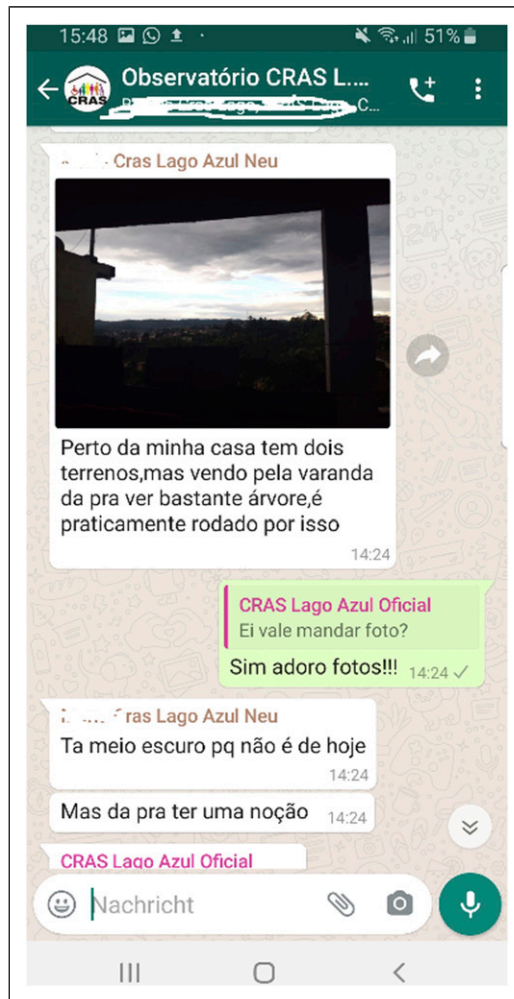 15:48
51%
Observatório CRAS L....
CRAS
C...
Cras Lago Azul Neu
Perto da minha casa tem dois
terrenos,mas vendo pela varanda
da pra ver bastante árvore,é
praticamente rodado por isso
14:24
CRAS Lago Azul Oficial
Ei vale mandar foto?
Sim adoro fotos!!! 14:24
ras Lago Azul Neu
Ta meio escuro pq não é de hoje
14:24
Mas da pra ter uma noção 14:24
CRAS Lago Azul Oficial
Nachricht